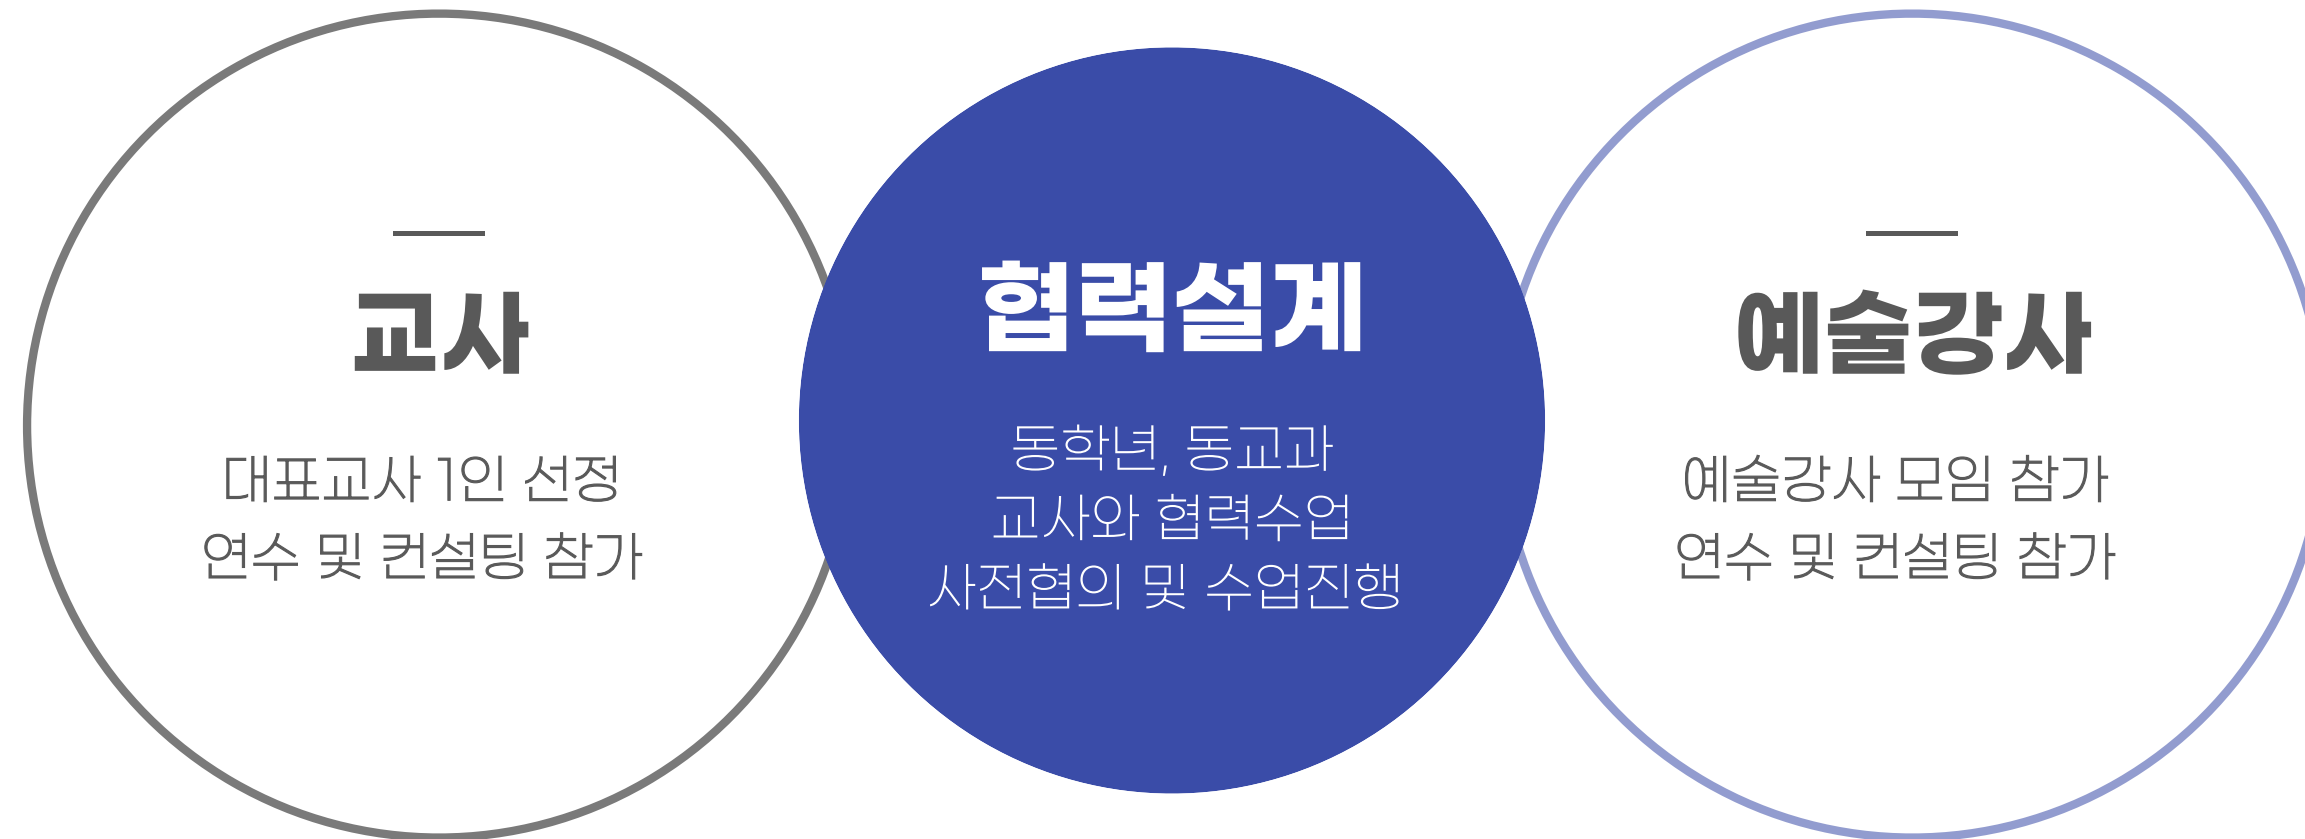 교사
대표교사 1인 선정
연수 및 컨설팅 참가
협력설계
동학년, 동교과
교사와 협력수업
사전협의 및 수업진행
예술강사
예술강사 모임 참가
연수 및 컨설팅 참가